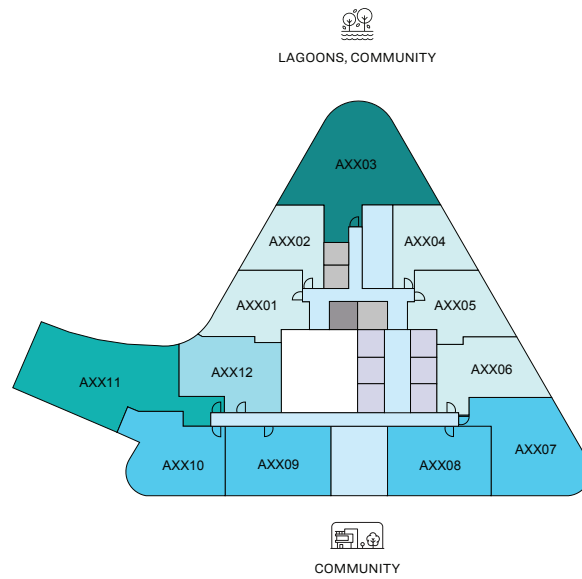 LAGOONS, COMMUNITY
AXX03
AXX02
AXX04
AXX01
AXX05
AXX12
AXX06
AXX11
AXX07
AXX10
AXX09
AXX08
COMMUNITY